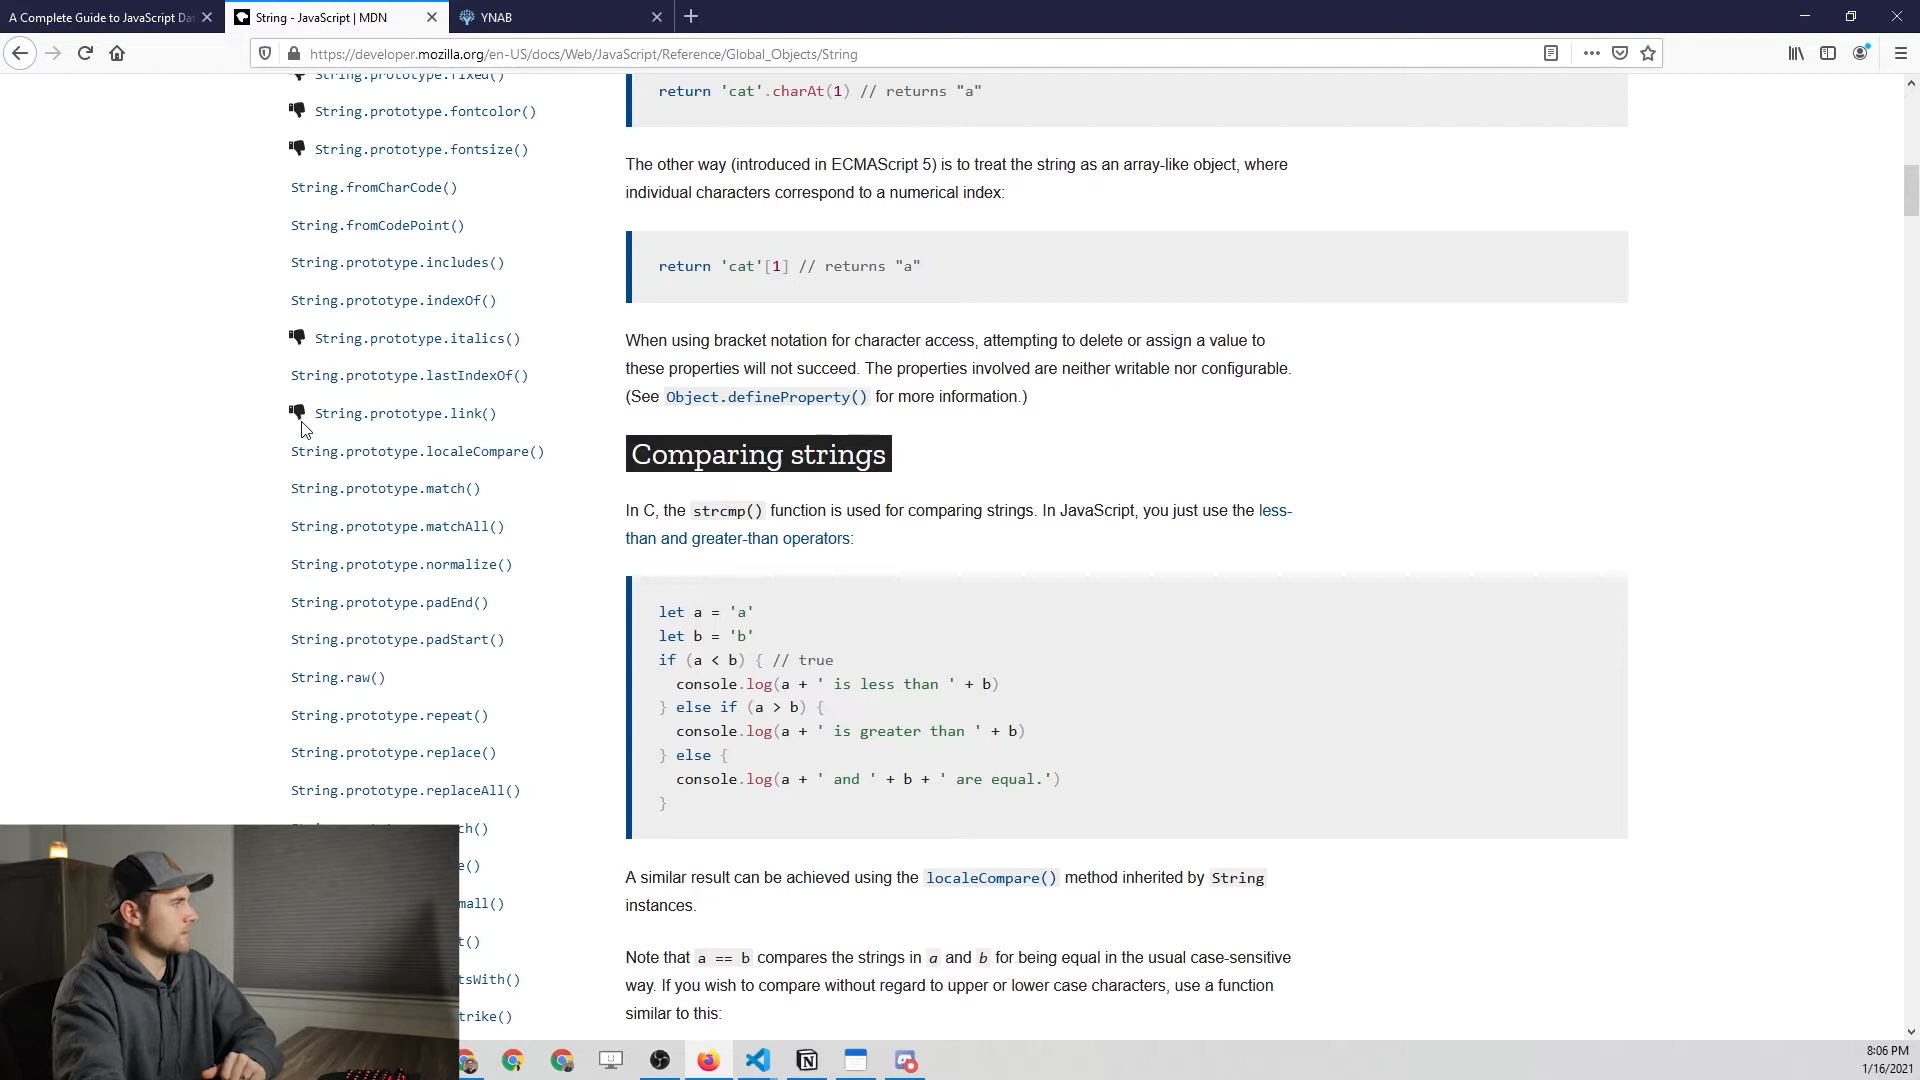 A Complete Guide to JavaScript Da
String - JavaScript | MDN
YNAB
https://developer.mozilla.org/en-US/docs/Web/JavaScript/Reference/Global_Objects/String
String.prototype.fixed()
String.prototype.fontcolor()
String.prototype.fontsize()
String.fromCharCode()
String.fromCodePoint()
String.prototype.includes()
String.prototype.indexOf()
String.prototype.italics()
String.prototype.lastIndexOf()
String.prototype.link()
String.prototype.localeCompare()
String.prototype.match()
String.prototype.matchAll()
String.prototype.normalize()
String.prototype.padEnd()
String.prototype.padStart()
String.raw()
String.prototype.repeat()
String.prototype.replace()
String.prototype.replaceAll()
ch()
e()
mall()
t()
tsWith()
trike()
return 'cat'.charAt(1) // returns "a"
The other way (introduced in ECMAScript 5) is to treat the string as an array-like object, where
individual characters correspond to a numerical index:
return 'cat'[1] // returns "a"
When using bracket notation for character access, attempting to delete or assign a value to
these properties will not succeed. The properties involved are neither writable nor configurable.
(See Object.defineProperty() for more information.)
Comparing strings
In C, the strcmp() function is used for comparing strings. In JavaScript, you just use the less-
than and greater-than operators:
let a = 'a'
let b = 'b'
if (a < b) { // true
console.log(a + ' is less than ' + b)
} else if (a > b) {
console.log(a + ' is greater than ' + b)
} else {
console.log(a + ' and ' + b + ' are equal.')
}
A similar result can be achieved using the localeCompare() method inherited by String
instances.
Note that a == b compares the strings in a and b for being equal in the usual case-sensitive
way. If you wish to compare without regard to upper or lower case characters, use a function
similar to this:
8:06 PM
1/16/2021